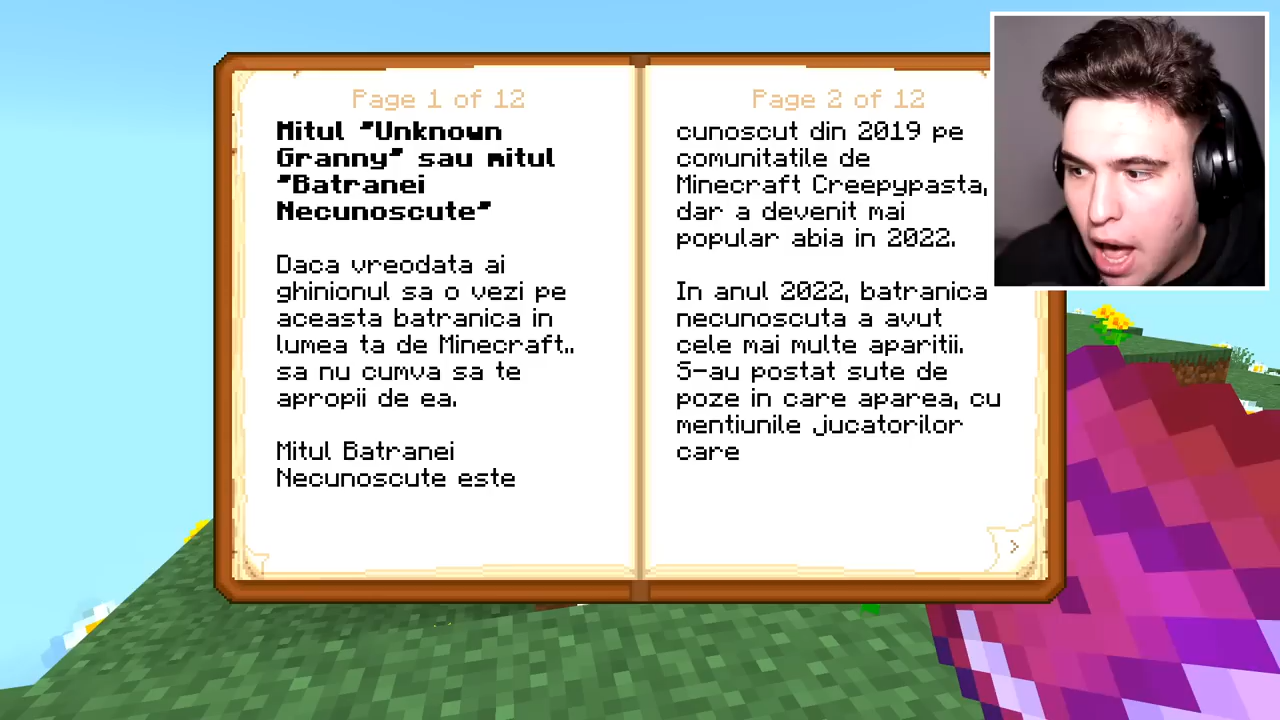 Page 1 of 12
Mitul "Unknown
Granny" sau mitul
"Batranei
Necunoscute"
Daca vreodata ai
ghinionul sa o vezi pe
aceasta batranica in
lumea ta de Minecraft..
sa nu cumva sa te
apropii de ea.
Mitul Batranei
Necunoscute este
Page 2 of 12
cunoscut din 2019 pe
comunitatile de
Minecraft Creepypasta,
dar a devenit mai
popular abia in 2022.
In anul 2022, batranica
necunoscuta a avut
cele mai multe aparitii.
S-au postat sute de
poze in care aparea, cu
mentiunile jucatorilor
care